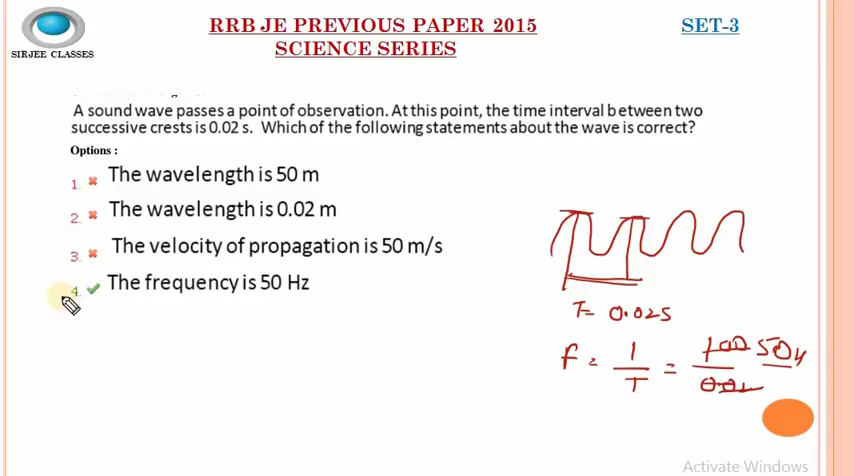 RRB JE PREVIOUS PAPER 2015 SET-3
SCIENCE SERIES
SIRJEE CLASSES
A sound wave passes a point of observation. At this point, the time interval between two
successive crests is 0.02 s. Which of the following statements about the wave is correct?
Options :
1. ✖ The wavelength is 50 m
2. ✖ The wavelength is 0.02 m
3. ✖ The velocity of propagation is 50 m/s
4. ✔ The frequency is 50 Hz
T= 0.02s
f = 1/T = 100 50
Activate Windows